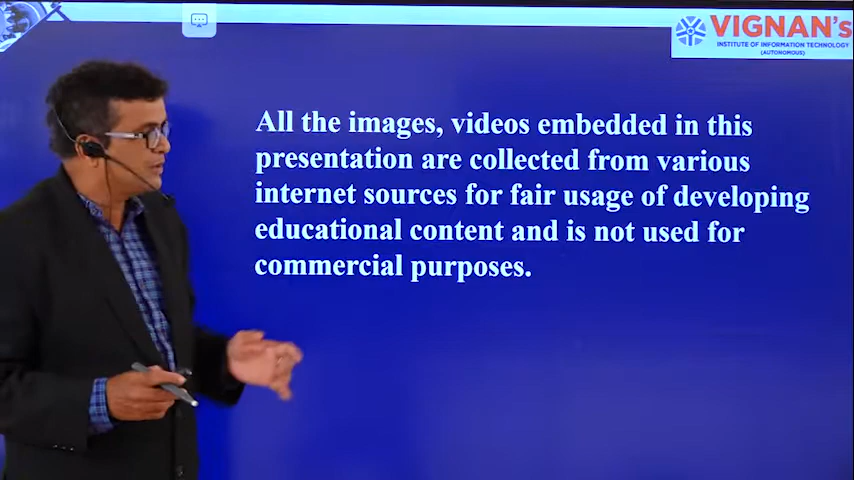 VIGNAN's
INSTITUTE OF INFORMATION TECHNOLOGY
(AUTONOMOUS)
All the images, videos embedded in this
presentation are collected from various
internet sources for fair usage of developing
educational content and is not used for
commercial purposes.